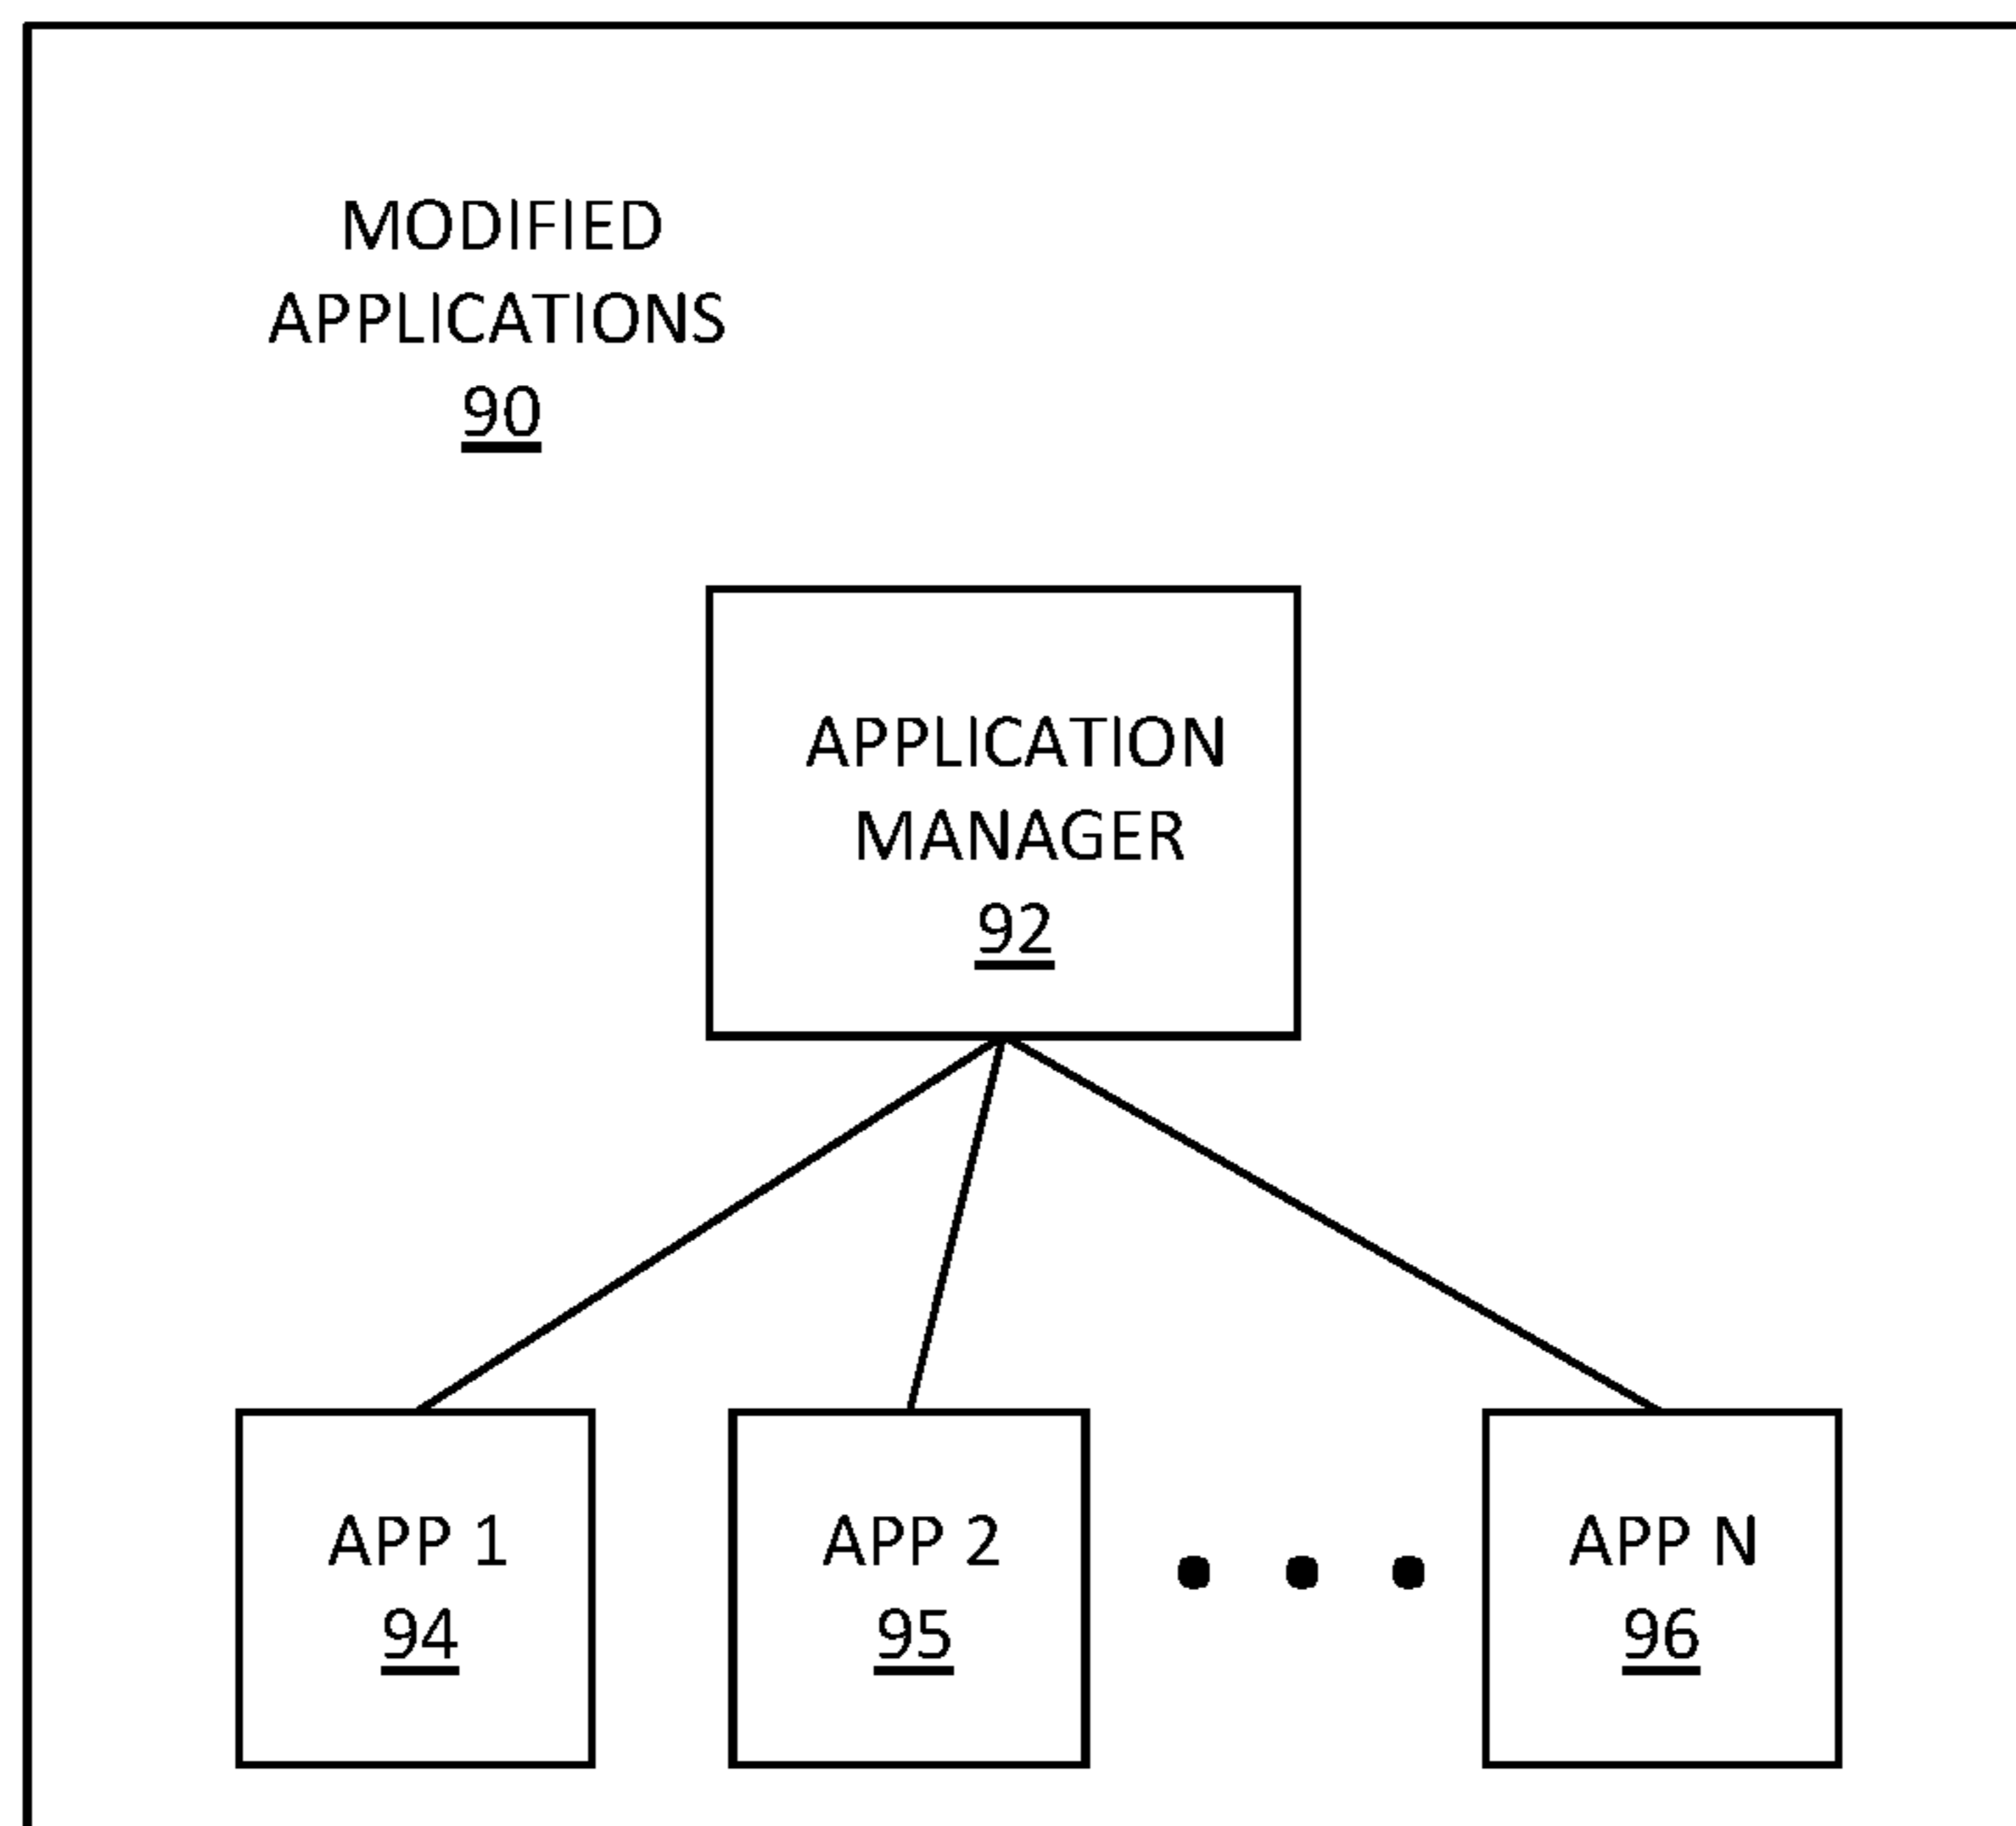 MODIFIED
APPLICATIONS
90
APPLICATION
MANAGER
92
APP 1
94
APP 2
95
APP N
96